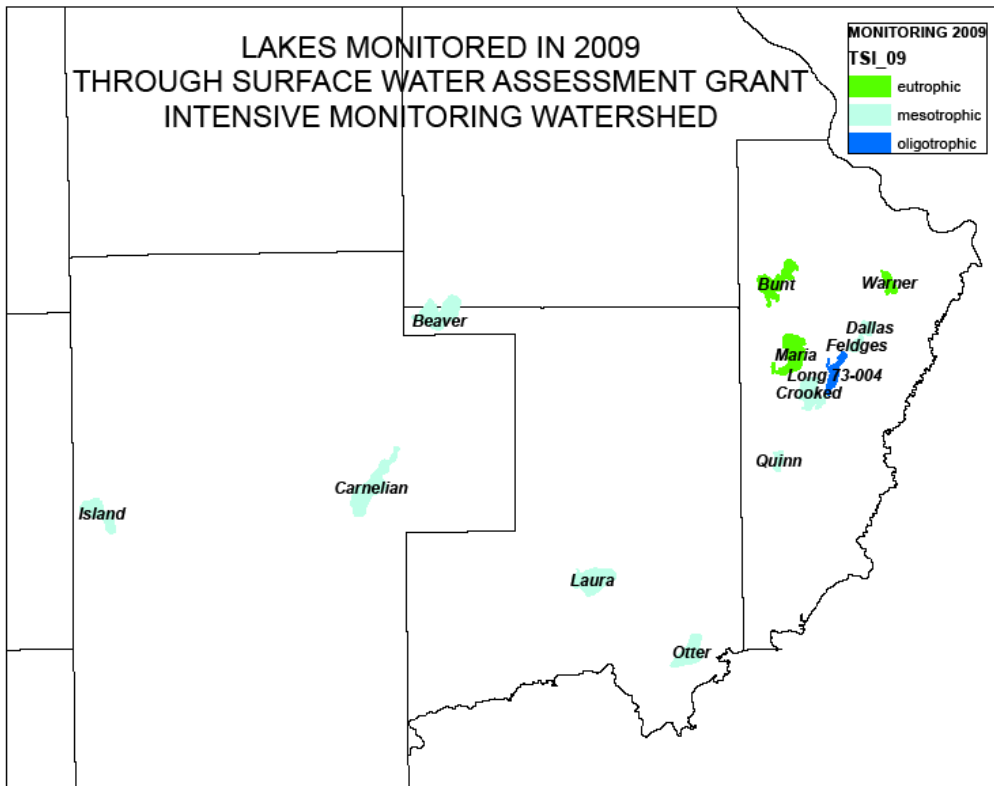 LAKES MONITORED IN 2009
THROUGH SURFACE WATER ASSESSMENT GRANT
INTENSIVE MONITORING WATERSHED
MONITORING 2009
TSI_09
eutrophic
mesotrophic
oligotrophic
Bunt
Warner
Beaver
Dallas
Feldges
Maria
Long 73-004
Crooked
Quinn
Carnelian
Island
Laura
Otter